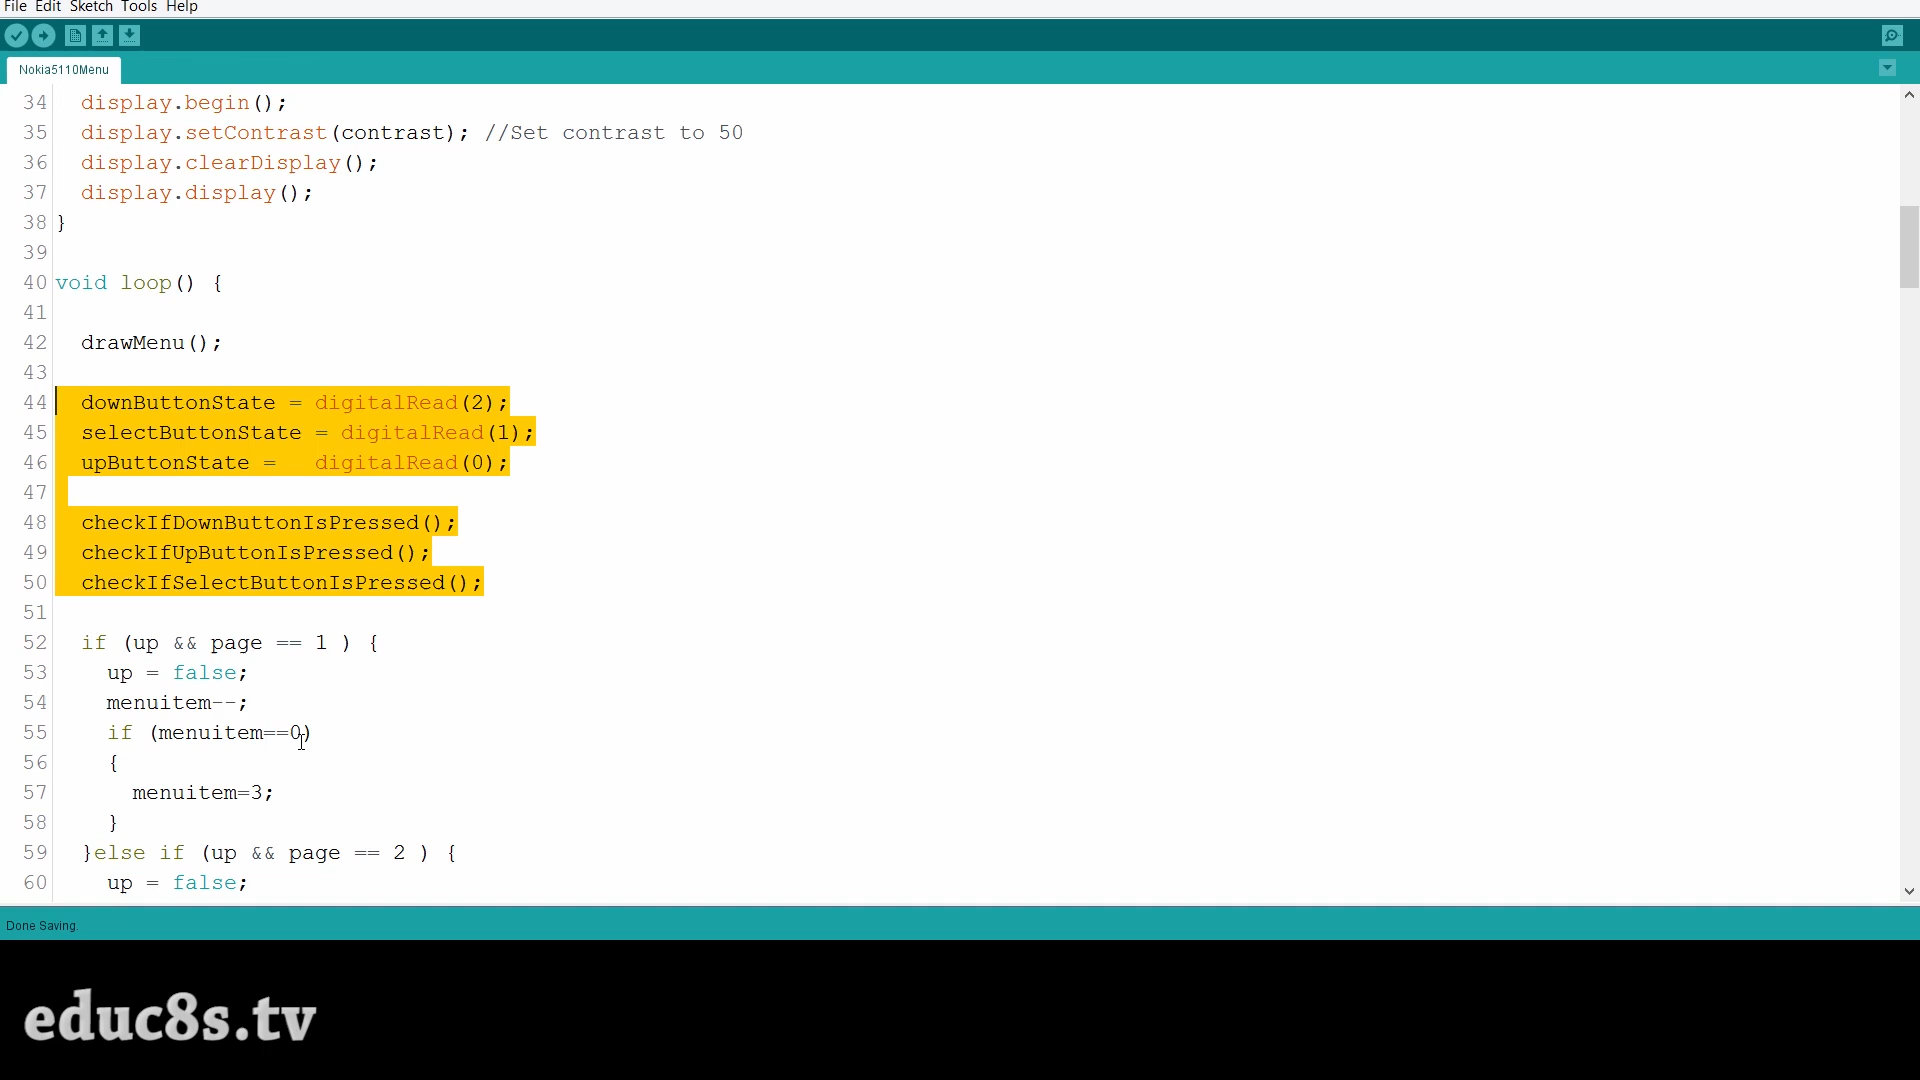 File Edit Sketch Tools Help
Nokia5110Menu
34 display.begin();
35 display.setContrast(contrast); //Set contrast to 50
36 display.clearDisplay();
37 display.display();
38 }
39
40 void loop() {
41
42 drawMenu();
43
44 downButtonState = digitalRead(2);
45 selectButtonState = digitalRead(1);
46 upButtonState =   digitalRead(0);
47
48 checkIfDownButtonIsPressed();
49 checkIfUpButtonIsPressed();
50 checkIfSelectButtonIsPressed();
51
52 if (up && page == 1 ) {
53 up = false;
54 menuitem--;
55 if (menuitem==0)
56 {
57 menuitem=3;
58 }
59 }else if (up && page == 2 ) {
60 up = false;
Done Saving.
educ8s.tv